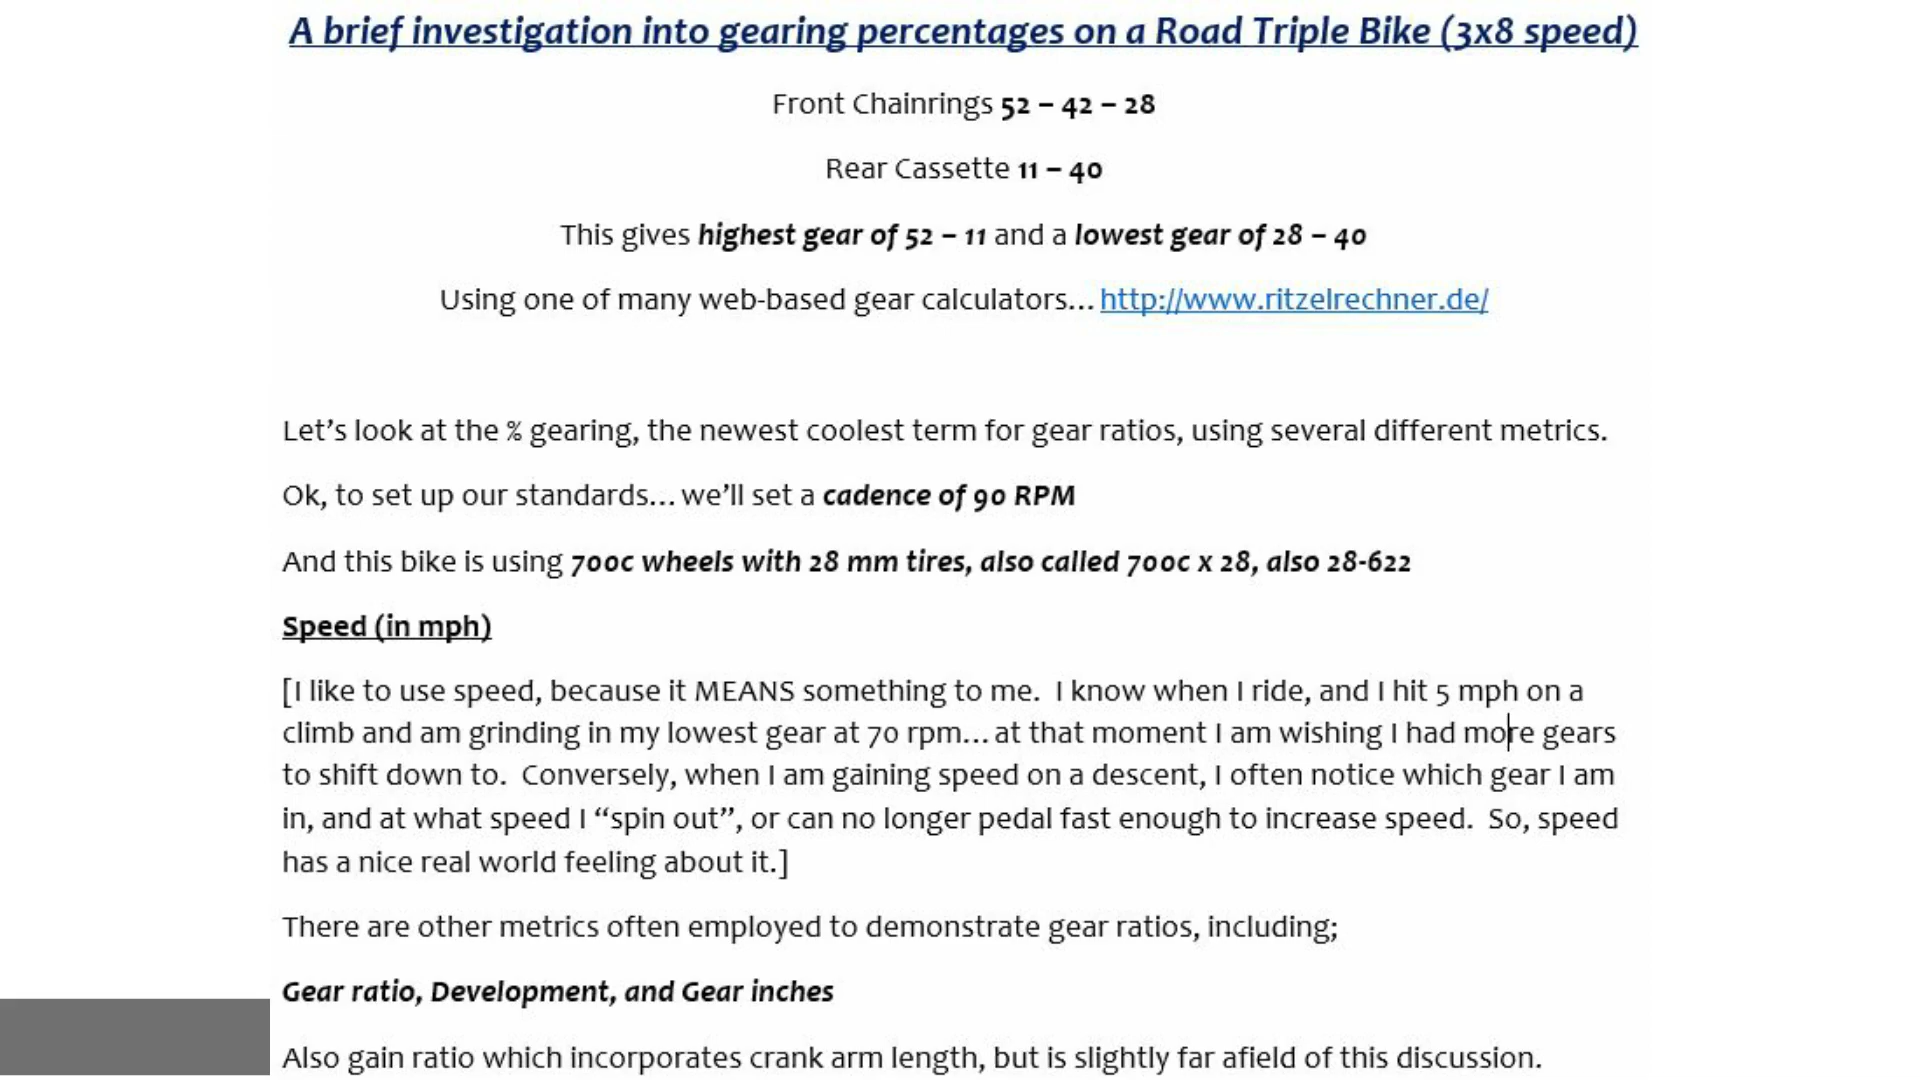 A brief investigation into gearing percentages on a Road Triple Bike (3x8 speed)
Front Chainrings 52 – 42 – 28
Rear Cassette 11 – 40
This gives highest gear of 52 – 11 and a lowest gear of 28 – 40
Using one of many web-based gear calculators... http://www.ritzelrechner.de/
Let’s look at the % gearing, the newest coolest term for gear ratios, using several different metrics.
Ok, to set up our standards... we’ll set a cadence of 90 RPM
And this bike is using 700c wheels with 28 mm tires, also called 700c x 28, also 28-622
Speed (in mph)
[I like to use speed, because it MEANS something to me.  I know when I ride, and I hit 5 mph on a
climb and am grinding in my lowest gear at 70 rpm... at that moment I am wishing I had more gears
to shift down to.  Conversely, when I am gaining speed on a descent, I often notice which gear I am
in, and at what speed I “spin out”, or can no longer pedal fast enough to increase speed.  So, speed
has a nice real world feeling about it.]
There are other metrics often employed to demonstrate gear ratios, including;
Gear ratio, Development, and Gear inches
Also gain ratio which incorporates crank arm length, but is slightly far afield of this discussion.